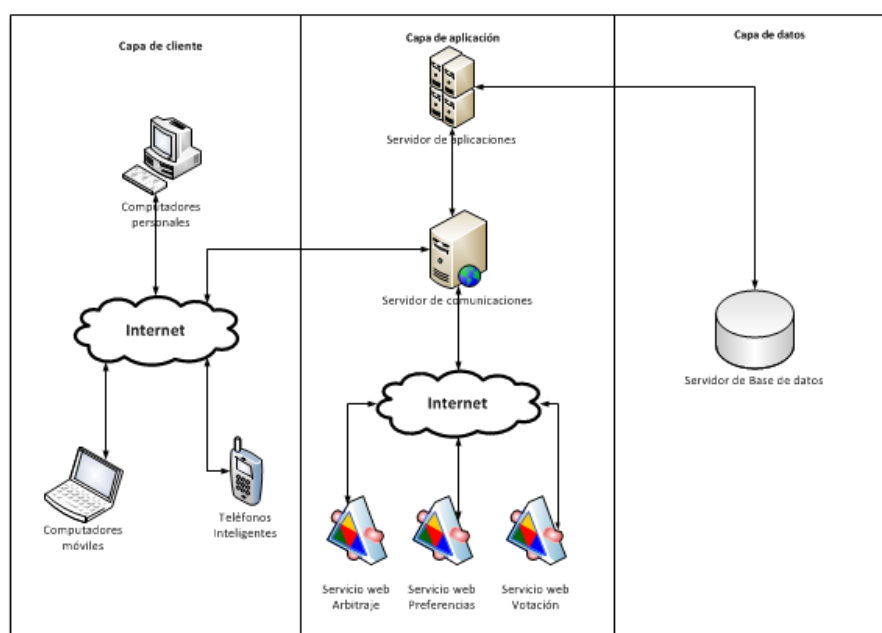 Capa de cliente
Capa de aplicación
Capa de datos
Servidor de aplicaciones
Computadores
personales
Servidor de comunicaciones
Internet
Servidor de Base de datos
Internet
Computadores
móviles
Teléfonos
Inteligentes
Servicio web
Arbitraje
Servicio web
Preferencias
Servicio web
Votación